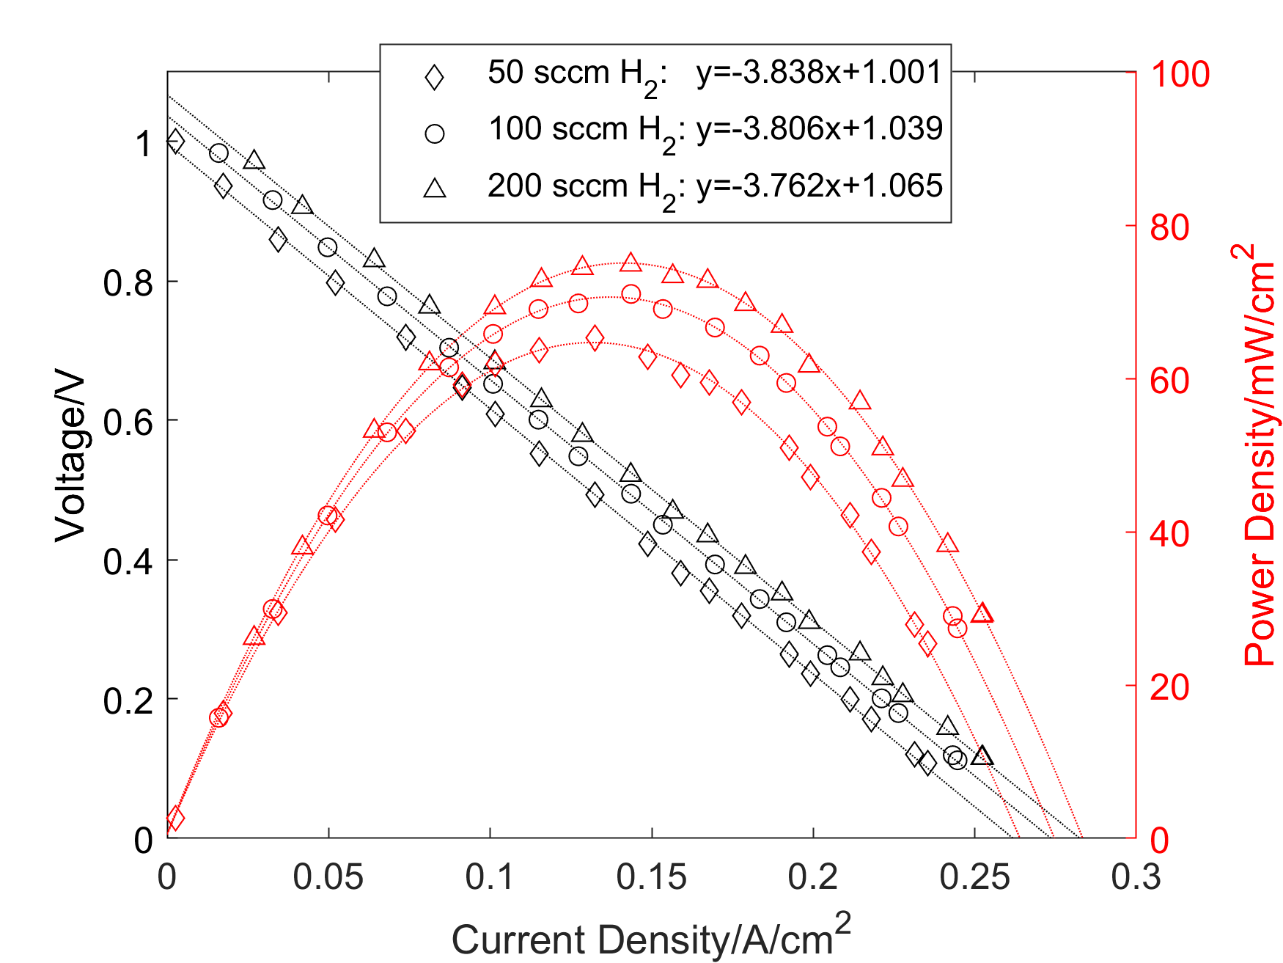 50 sccm H2: y=-3.838x+1.001
100 sccm H2: y=-3.806x+1.039
200 sccm H2: y=-3.762x+1.065
Voltage/V
1
0.8
0.6
0.4
0.2
0
100
80
60
40
20
0
Power Density/mW/cm2
0 0.05 0.1 0.15 0.2 0.25 0.3
Current Density/A/cm2